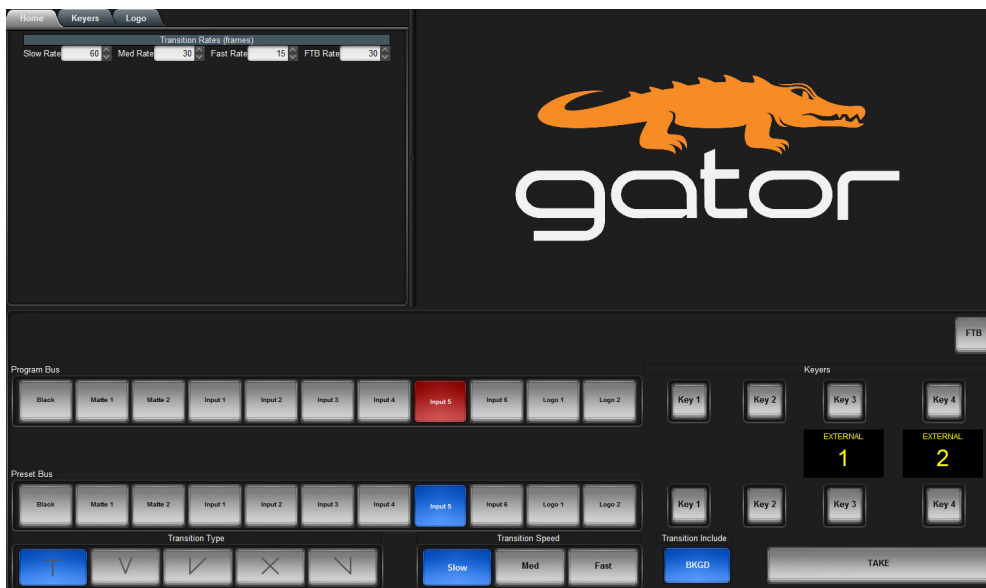 Home Keyers Logo
Transition Rates (frames)
Slow Rate 60 Med Rate 30 Fast Rate 15 FTB Rate 30
gator
FTB
Program Bus
Keyers
Black Matte 1 Matte 2 Input 1 Input 2 Input 3 Input 4 Input 5 Input 6 Logo 1 Logo 2
Key 1 Key 2 Key 3 Key 4
EXTERNAL EXTERNAL
1 2
Preset Bus
Black Matte 1 Matte 2 Input 1 Input 2 Input 3 Input 4 Input 5 Input 6 Logo 1 Logo 2
Key 1 Key 2 Key 3 Key 4
Transition Type Transition Speed Transition Include
Slow Med Fast BKGD TAKE